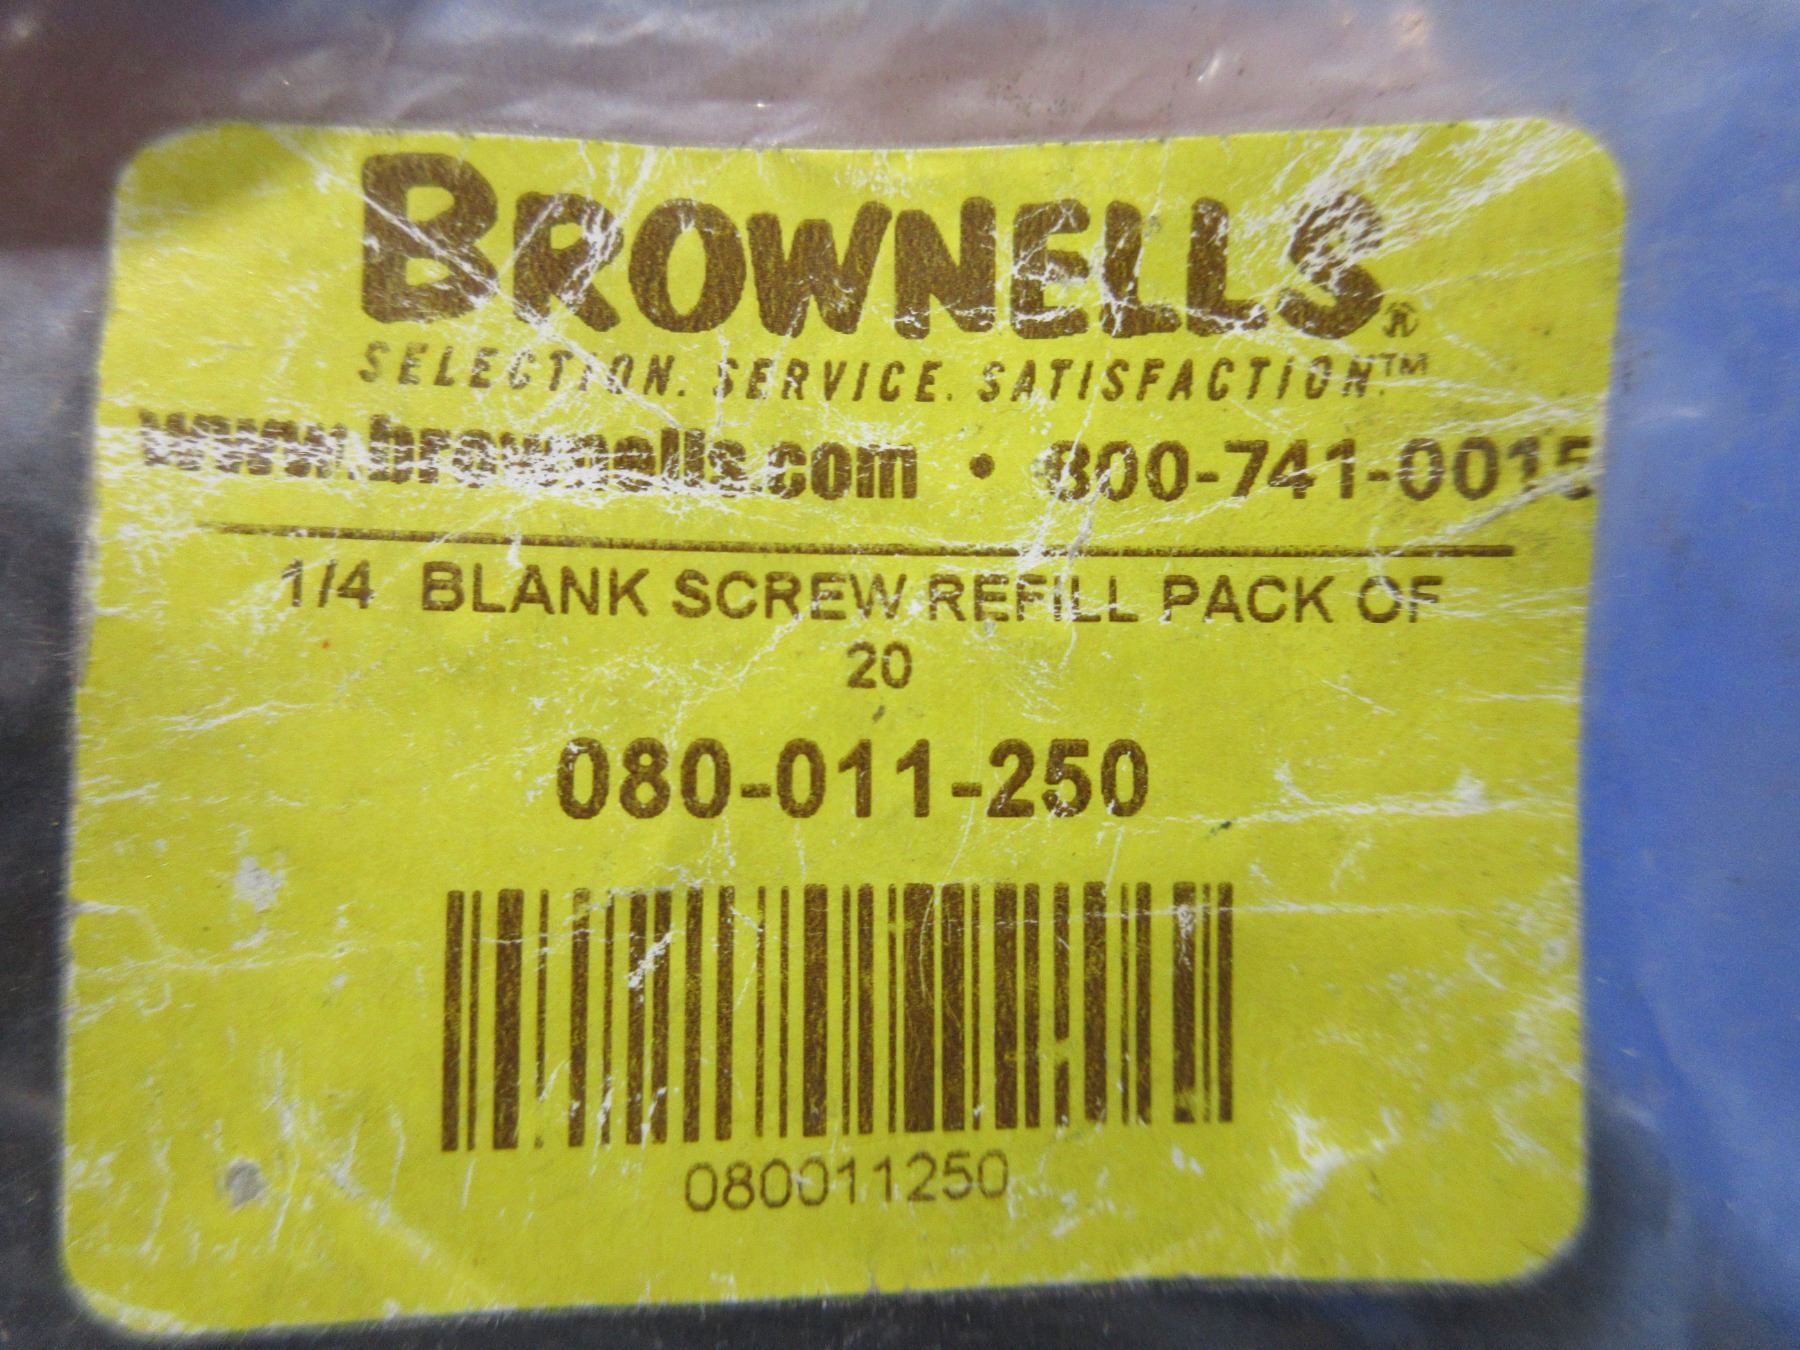 BROWNELLS®
SELECTION. SERVICE. SATISFACTION.™
www.brownells.com • 800-741-0015
1/4 BLANK SCREW REFILL PACK OF
20
080-011-250
080011250